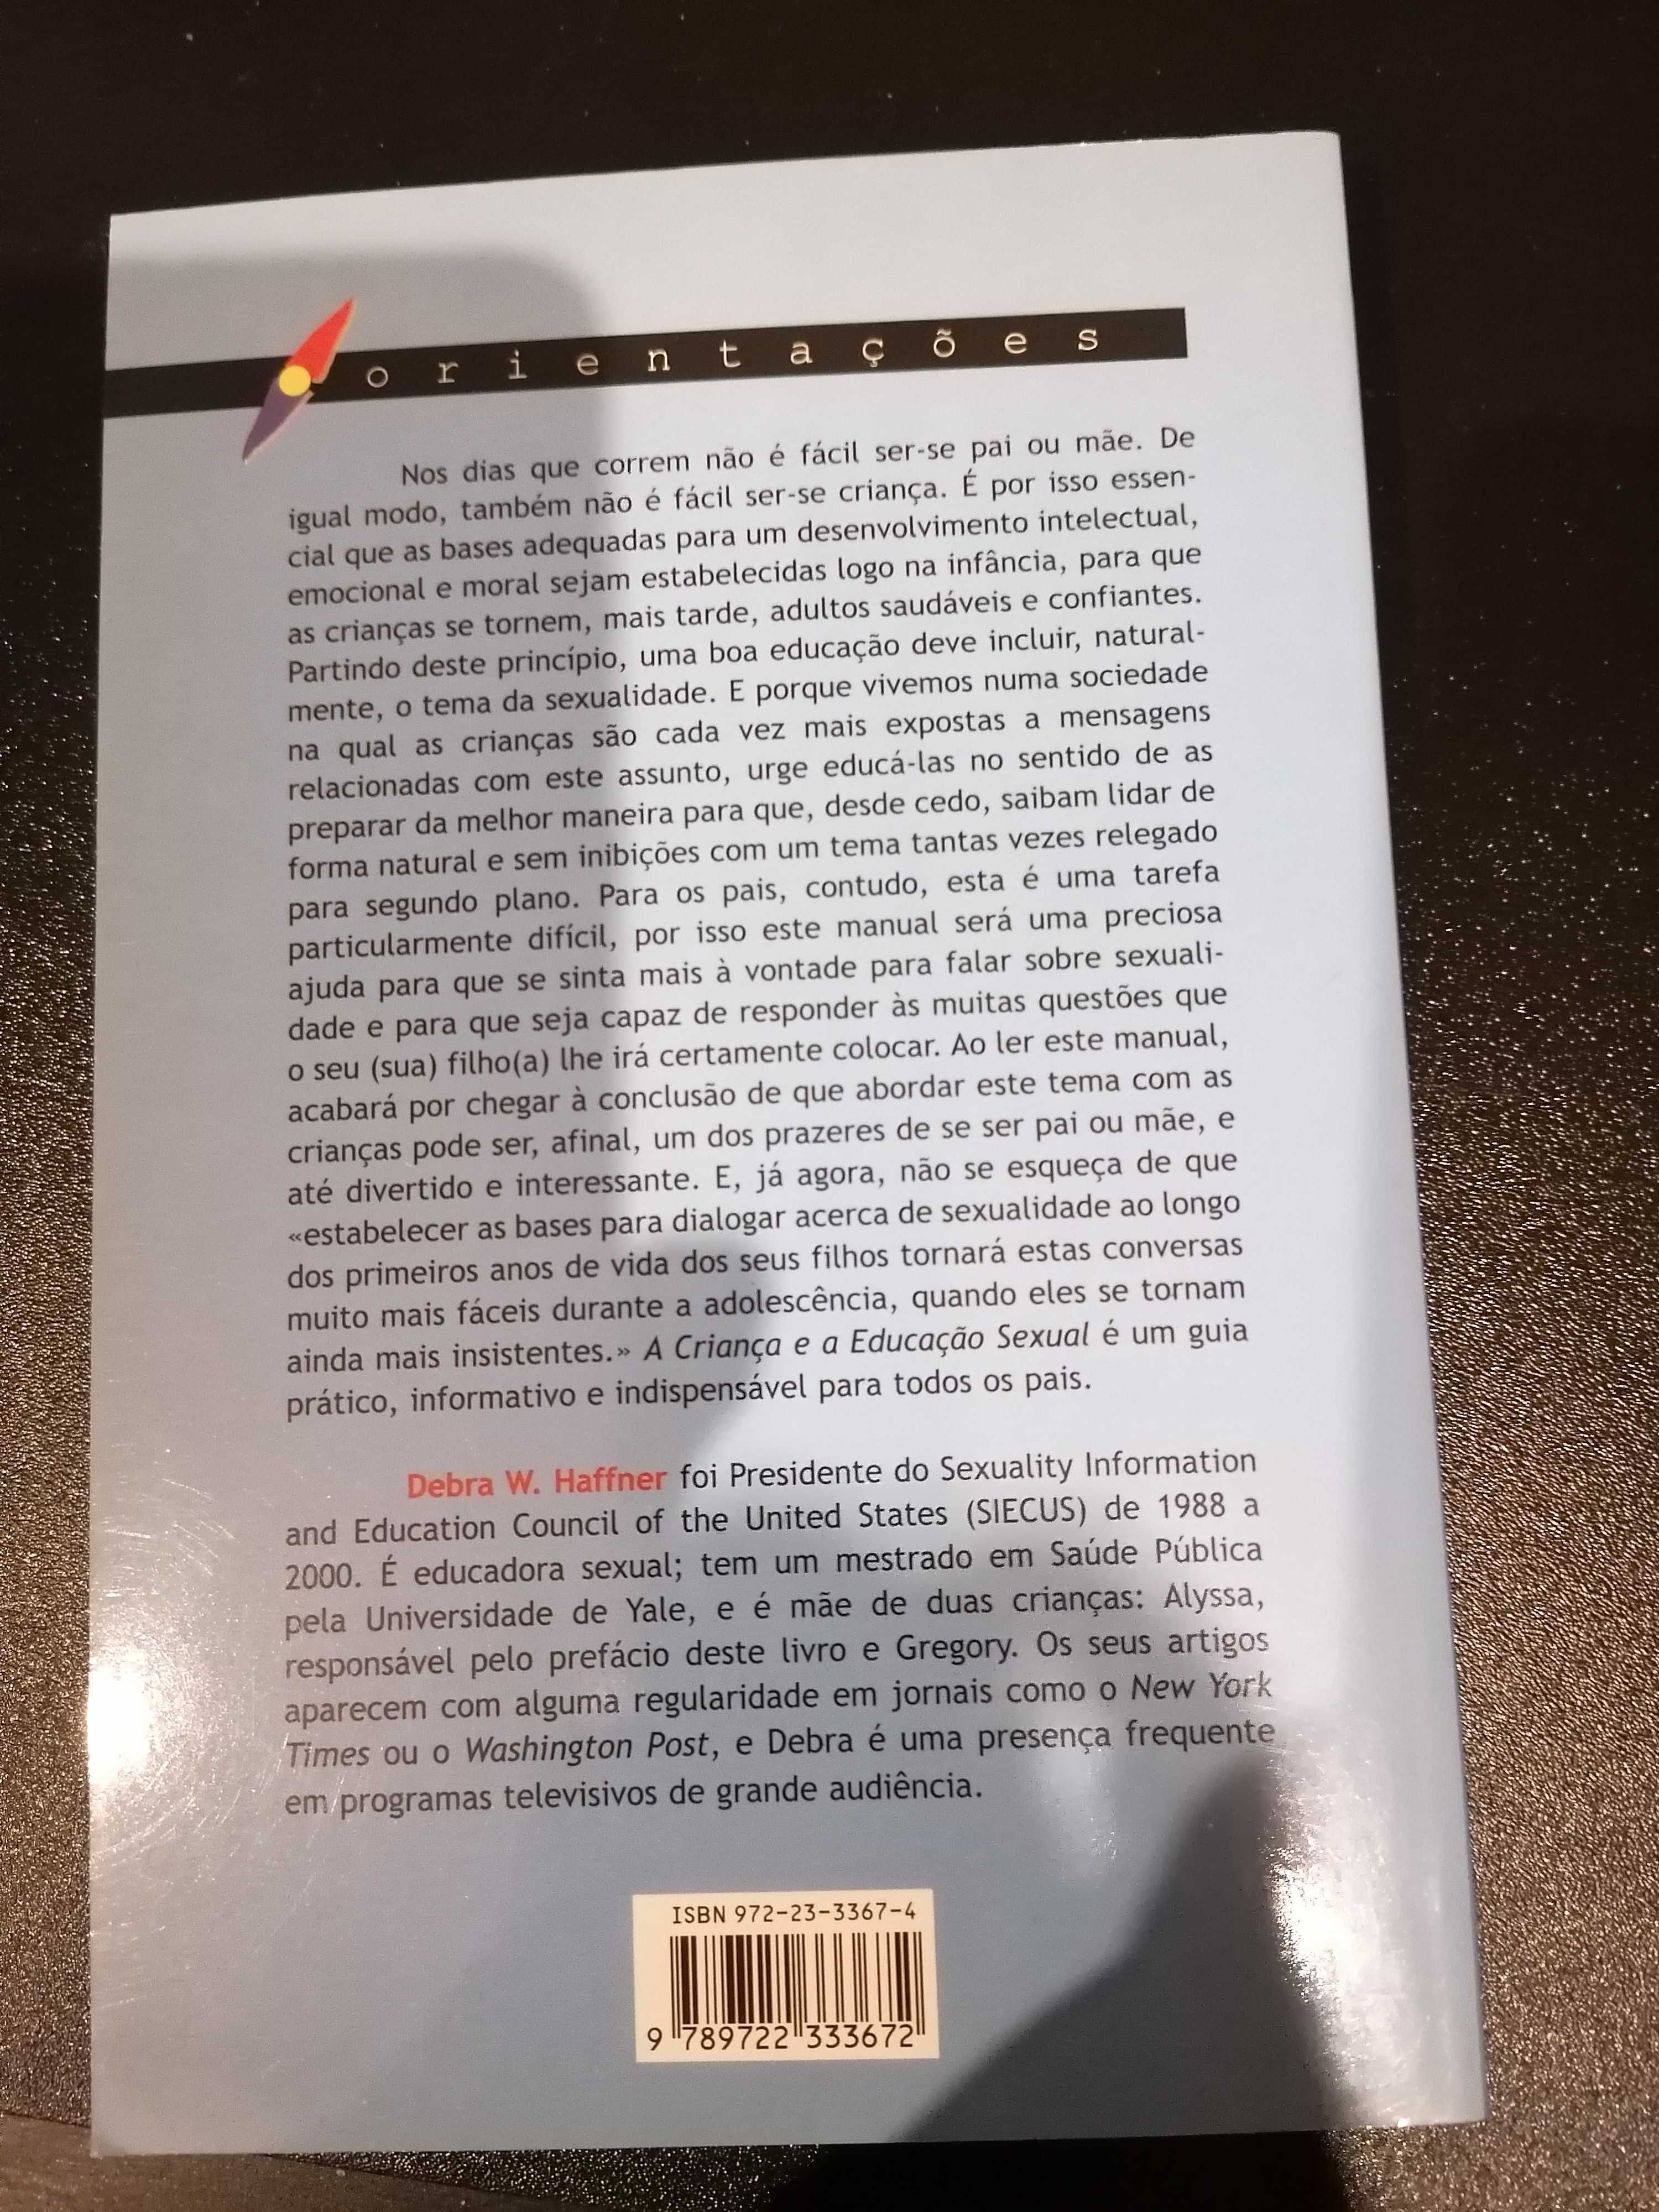 orientações
Nos dias que correm não é fácil ser-se pai ou mãe. De
igual modo, também não é fácil ser-se criança. É por isso essen-
cial que as bases adequadas para um desenvolvimento intelectual,
emocional e moral sejam estabelecidas logo na infância, para que
as crianças se tornem, mais tarde, adultos saudáveis e confiantes.
Partindo deste princípio, uma boa educação deve incluir, natural-
mente, o tema da sexualidade. E porque vivemos numa sociedade
na qual as crianças são cada vez mais expostas a mensagens
relacionadas com este assunto, urge educá-las no sentido de as
preparar da melhor maneira para que, desde cedo, saibam lidar de
forma natural e sem inibições com um tema tantas vezes relegado
para segundo plano. Para os pais, contudo, esta é uma tarefa
particularmente difícil, por isso este manual será uma preciosa
ajuda para que se sinta mais à vontade para falar sobre sexuali-
dade e para que seja capaz de responder às muitas questões que
o seu (sua) filho(a) lhe irá certamente colocar. Ao ler este manual,
acabará por chegar à conclusão de que abordar este tema com as
crianças pode ser, afinal, um dos prazeres de se ser pai ou mãe, e
até divertido e interessante. E, já agora, não se esqueça de que
«estabelecer as bases para dialogar acerca de sexualidade ao longo
dos primeiros anos de vida dos seus filhos tornará estas conversas
muito mais fáceis durante a adolescência, quando eles se tornam
ainda mais insistentes.» A Criança e a Educação Sexual é um guia
prático, informativo e indispensável para todos os pais.
Debra W. Haffner foi Presidente do Sexuality Information
and Education Council of the United States (SIECUS) de 1988 a
2000. É educadora sexual; tem um mestrado em Saúde Pública
pela Universidade de Yale, e é mãe de duas crianças: Alyssa,
responsável pelo prefácio deste livro e Gregory. Os seus artigos
aparecem com alguma regularidade em jornais como o New York
Times ou o Washington Post, e Debra é uma presença frequente
em programas televisivos de grande audiência.
ISBN 972-23-3367-4
9 789722 333672